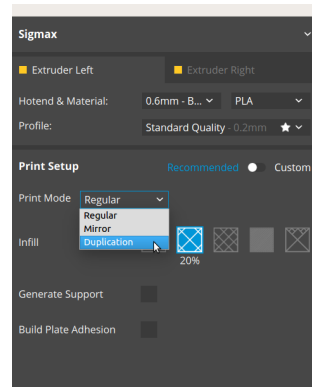 Sigmax
Extruder Left Extruder Right
Hotend & Material: 0.6mm - B... PLA
Profile: Standard Quality - 0.2mm
Print Setup Recommended Custom
Print Mode Regular
Regular
Mirror
Duplication
Infill
20%
Generate Support
Build Plate Adhesion